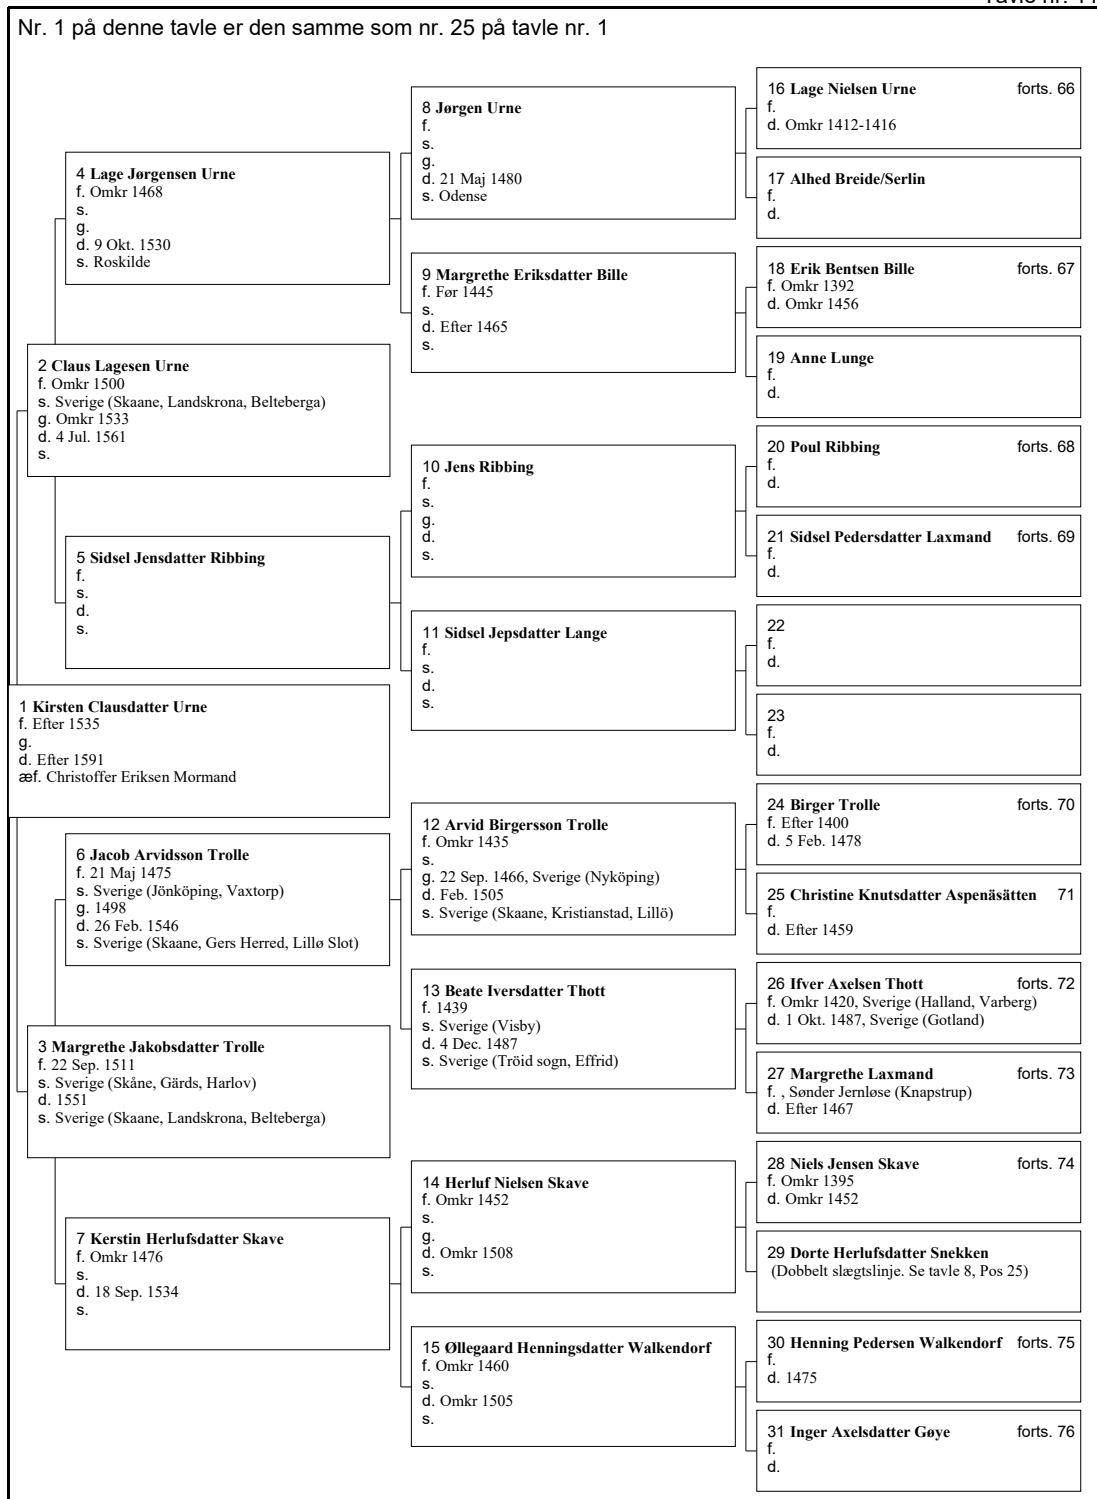 Nr. 1 på denne tavle er den samme som nr. 25 på tavle nr. 1
16 Lage Nielsen Urne forts. 66
f.
d. Omkr 1412-1416
8 Jørgen Urne
f.
s.
g.
d. 21 Maj 1480
s. Odense
17 Alhed Breide/Serlin
f.
d.
4 Lage Jørgensen Urne
f. Omkr 1468
s.
g.
d. 9 Okt. 1530
s. Roskilde
18 Erik Bentsen Bille forts. 67
f. Omkr 1392
d. Omkr 1456
9 Margrethe Eriksdatter Bille
f. Før 1445
s.
d. Efter 1465
s.
19 Anne Lunge
f.
d.
2 Claus Lagesen Urne
f. Omkr 1500
s. Sverige (Skaane, Landskrona, Belteberga)
g. Omkr 1533
d. 4 Jul. 1561
s.
20 Poul Ribbing forts. 68
f.
d.
10 Jens Ribbing
f.
s.
g.
d.
s.
21 Sidsel Pedersdatter Laxmand forts. 69
f.
d.
5 Sidsel Jensdatter Ribbing
f.
s.
d.
s.
22
f.
d.
11 Sidsel Jepsdatter Lange
f.
s.
d.
s.
23
f.
d.
1 Kirsten Clausdatter Urne
f. Efter 1535
g.
d. Efter 1591
æf. Christoffer Eriksen Mormand
24 Birger Trolle forts. 70
f. Efter 1400
d. 5 Feb. 1478
12 Arvid Birgersson Trolle
f. Omkr 1435
s.
g. 22 Sep. 1466, Sverige (Nyköping)
d. Feb. 1505
s. Sverige (Skaane, Kristianstad, Lillö)
25 Christine Knutsdatter Aspenäsätten 71
f.
d. Efter 1459
6 Jacob Arvidsson Trolle
f. 21 Maj 1475
s. Sverige (Jönköping, Vaxtorp)
g. 1498
d. 26 Feb. 1546
s. Sverige (Skaane, Gers Herred, Lillø Slot)
26 Ifver Axelsen Thott forts. 72
f. Omkr 1420, Sverige (Halland, Varberg)
d. 1 Okt. 1487, Sverige (Gotland)
13 Beate Iversdatter Thott
f. 1439
s. Sverige (Visby)
d. 4 Dec. 1487
s. Sverige (Tröid sogn, Effrid)
27 Margrethe Laxmand forts. 73
f. , Sønder Jernløse (Knapstrup)
d. Efter 1467
3 Margrethe Jakobsdatter Trolle
f. 22 Sep. 1511
s. Sverige (Skåne, Gärds, Harlov)
d. 1551
s. Sverige (Skaane, Landskrona, Belteberga)
28 Niels Jensen Skave forts. 74
f. Omkr 1395
d. Omkr 1452
14 Herluf Nielsen Skave
f. Omkr 1452
s.
g.
d. Omkr 1508
s.
29 Dorte Herlufsdatter Snekken
(Dobbelt slægtslinje. Se tavle 8, Pos 25)
7 Kerstin Herlufsdatter Skave
f. Omkr 1476
s.
d. 18 Sep. 1534
s.
30 Henning Pedersen Walkendorf forts. 75
f.
d. 1475
15 Øllegaard Henningsdatter Walkendorf
f. Omkr 1460
s.
d. Omkr 1505
s.
31 Inger Axelsdatter Gøye forts. 76
f.
d.